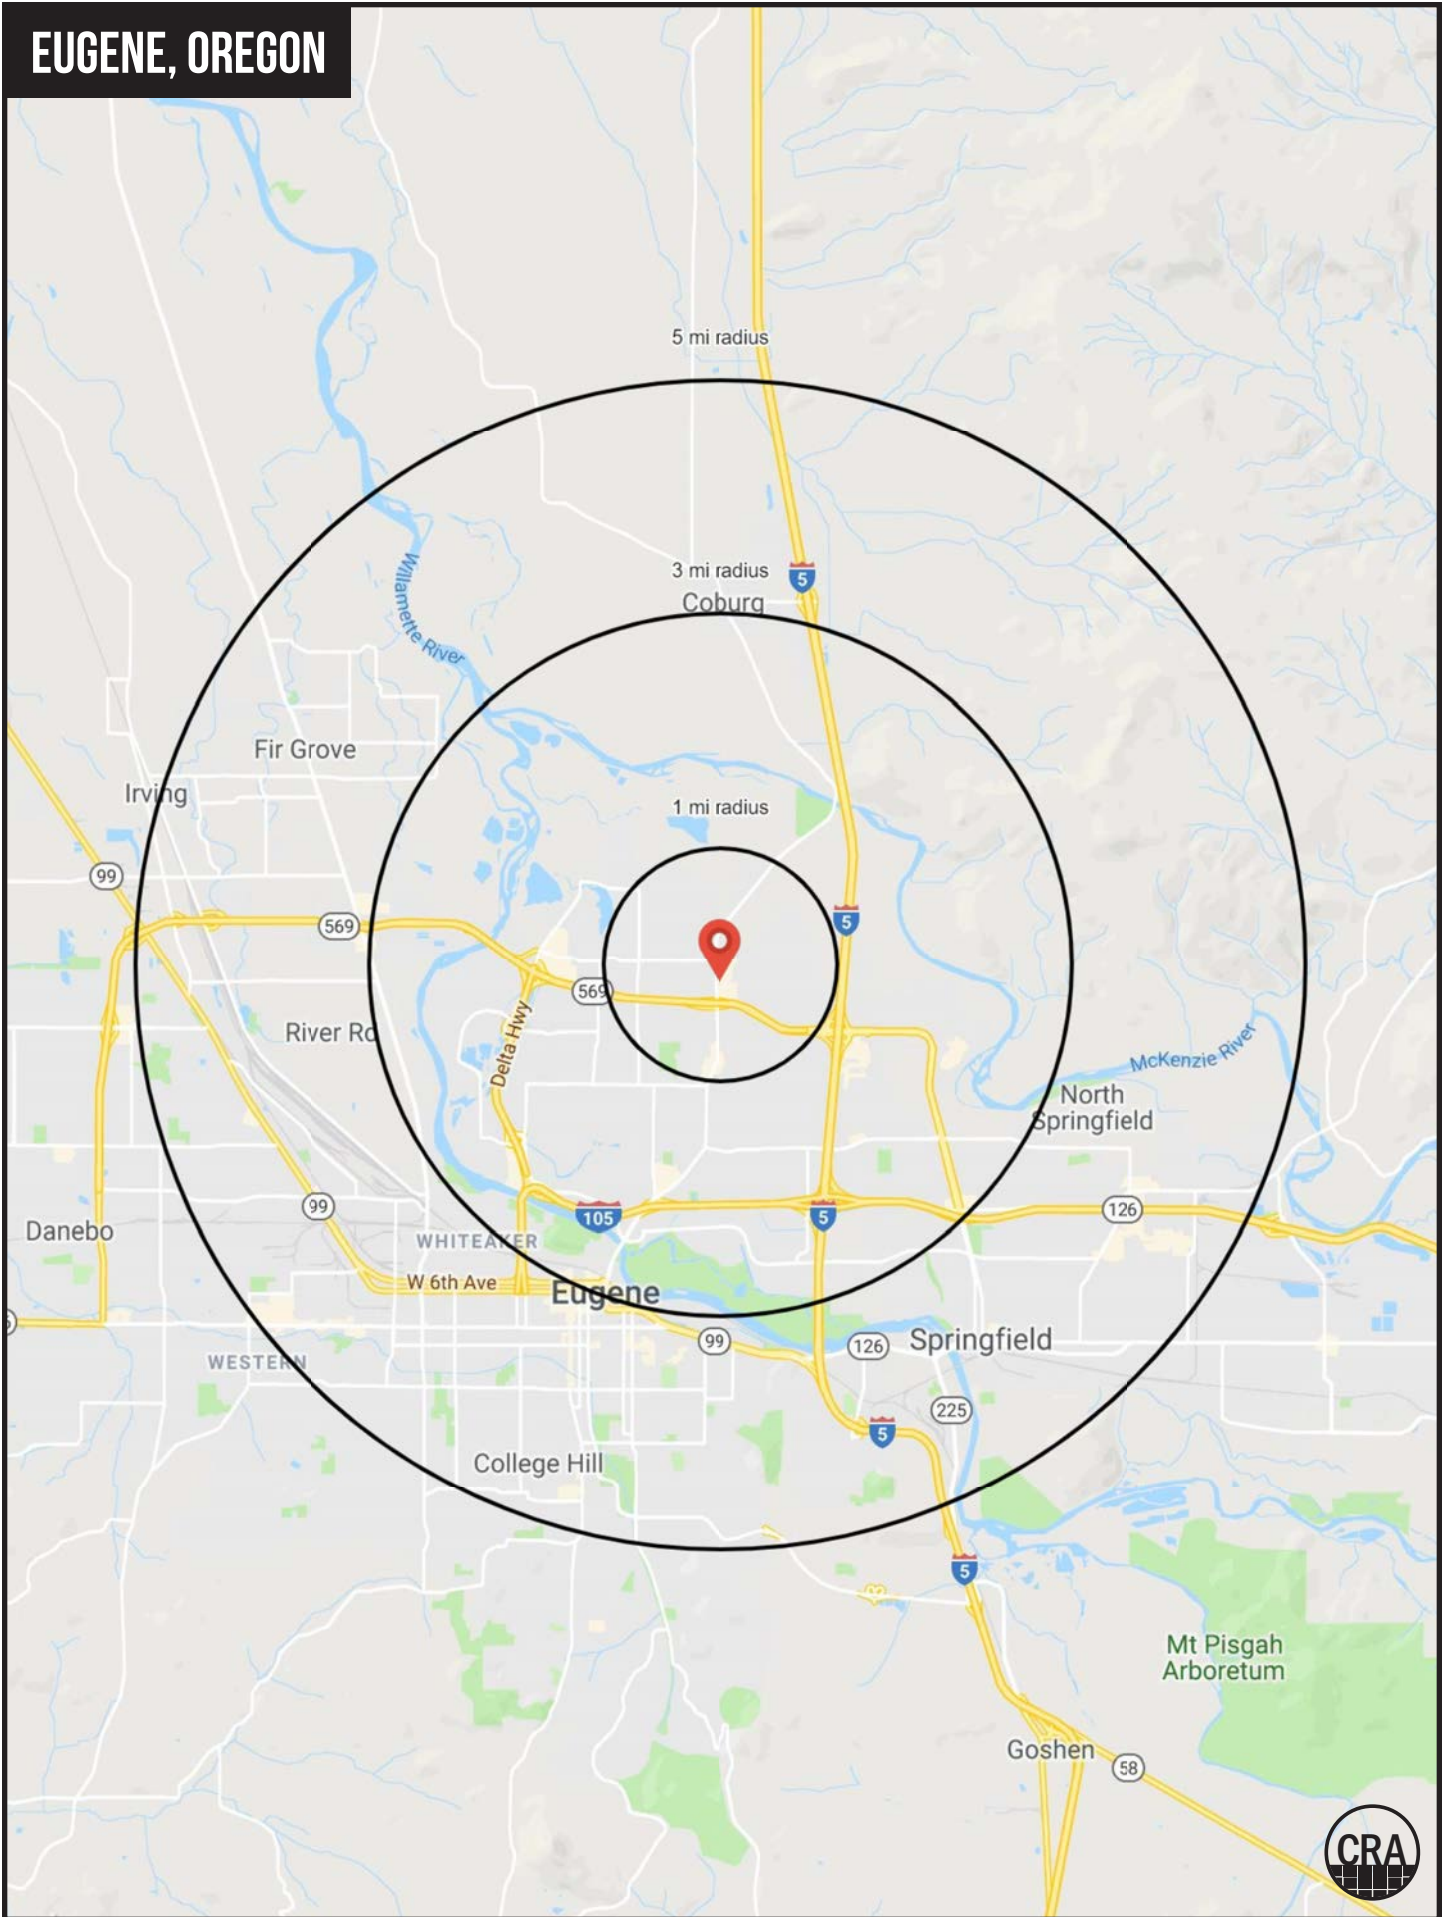 EUGENE, OREGON
5 mi radius
3 mi radius
5
Coburg
Willamette River
Fir Grove
Irving
1 mi radius
99
569
5
569
River Rd
Delta Hwy
McKenzie River
North
Springfield
99
105
5
126
Danebo
WHITEAKER
W 6th Ave
Eugene
99
126
Springfield
WESTERN
225
5
College Hill
5
Mt Pisgah
Arboretum
Goshen
58
CRA